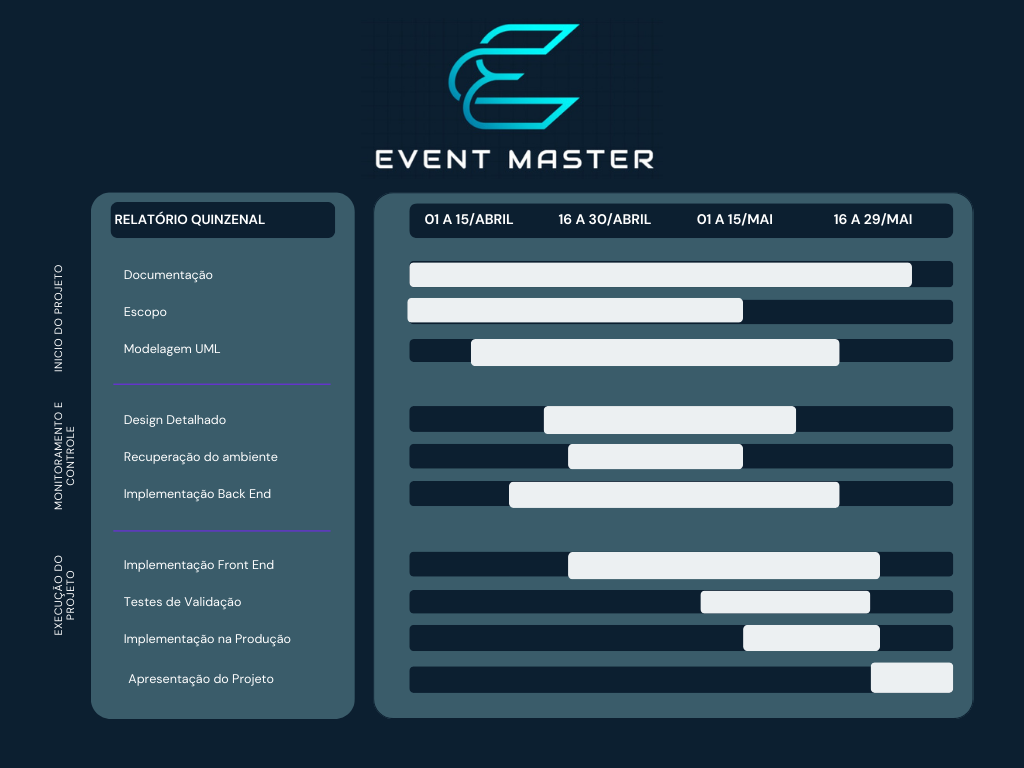 EVENT MASTER
RELATÓRIO QUINZENAL
01 A 15/ABRIL
16 A 30/ABRIL
01 A 15/MAI
16 A 29/MAI
INICIO DO PROJETO
Documentação
Escopo
Modelagem UML
MONITORAMENTO E
CONTROLE
Design Detalhado
Recuperação do ambiente
Implementação Back End
EXECUÇÃO DO
PROJETO
Implementação Front End
Testes de Validação
Implementação na Produção
Apresentação do Projeto